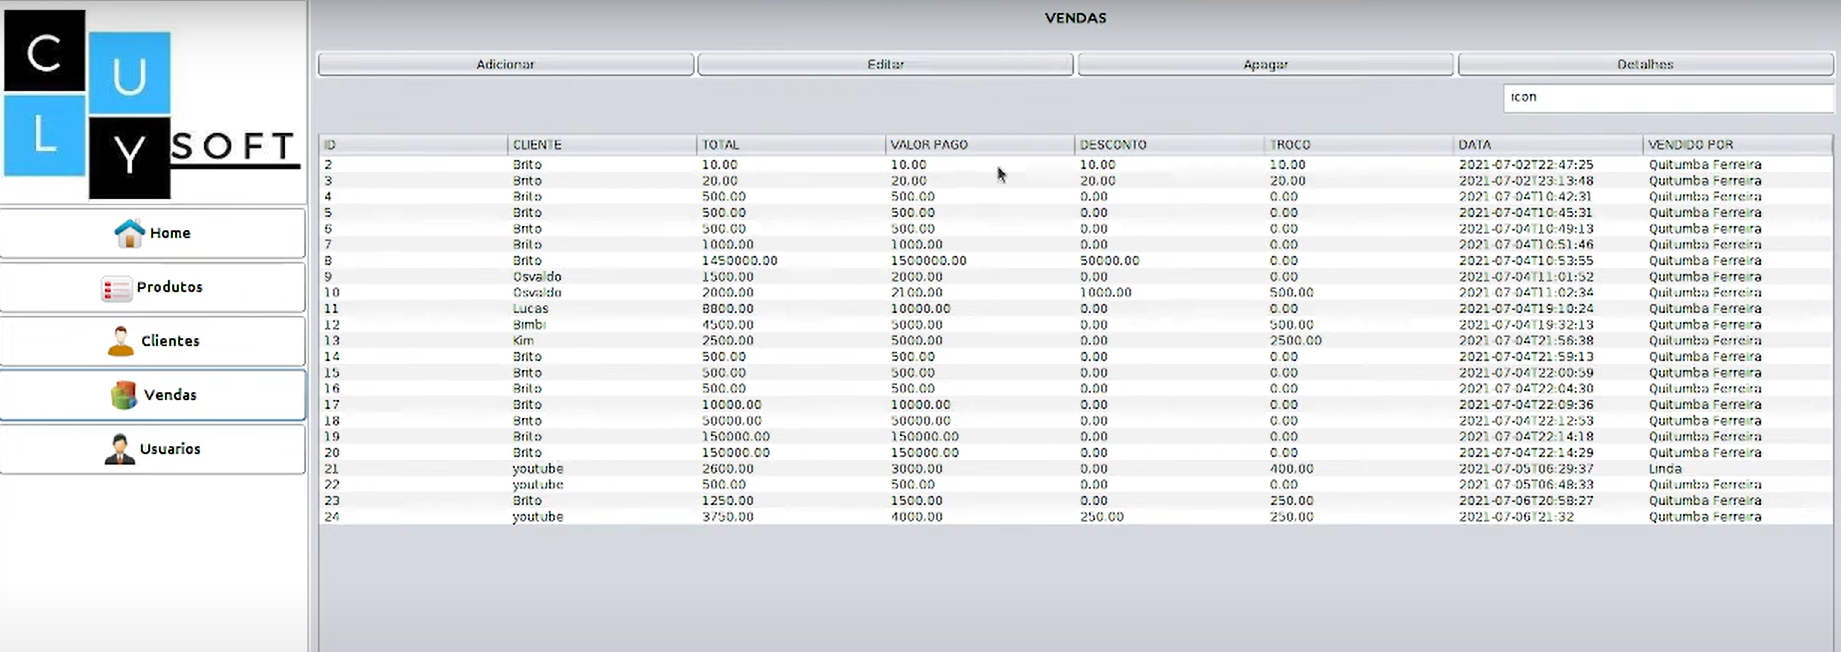 C
U
L
Y
SOFT
Home
Produtos
Clientes
Vendas
Usuarios
VENDAS
Adicionar Editar Apagar Detalhes
icon
ID CLIENTE TOTAL VALOR PAGO DESCONTO TROCO DATA VENDIDO POR
2 Brito 10.00 10.00 10.00 10.00 2021-07-02T22:47:25 Quitumba Ferreira
3 Brito 20.00 20.00 20.00 20.00 2021-07-02T23:13:48 Quitumba Ferreira
4 Brito 500.00 500.00 0.00 0.00 2021-07-04T10:42:31 Quitumba Ferreira
5 Brito 500.00 500.00 0.00 0.00 2021-07-04T10:45:31 Quitumba Ferreira
6 Brito 500.00 500.00 0.00 0.00 2021-07-04T10:49:13 Quitumba Ferreira
7 Brito 1000.00 1000.00 0.00 0.00 2021-07-04T10:51:46 Quitumba Ferreira
8 Brito 1450000.00 1500000.00 50000.00 0.00 2021-07-04T10:53:55 Quitumba Ferreira
9 Osvaldo 1500.00 2000.00 0.00 0.00 2021-07-04T11:01:52 Quitumba Ferreira
10 Osvaldo 2000.00 2100.00 1000.00 500.00 2021-07-04T11:02:34 Quitumba Ferreira
11 Lucas 8800.00 10000.00 0.00 0.00 2021-07-04T19:10:24 Quitumba Ferreira
12 Bimbi 4500.00 5000.00 0.00 500.00 2021-07-04T19:32:13 Quitumba Ferreira
13 Kim 2500.00 5000.00 0.00 2500.00 2021-07-04T21:56:38 Quitumba Ferreira
14 Brito 500.00 500.00 0.00 0.00 2021-07-04T21:59:13 Quitumba Ferreira
15 Brito 500.00 500.00 0.00 0.00 2021-07-04T22:00:59 Quitumba Ferreira
16 Brito 500.00 500.00 0.00 0.00 2021-07-04T22:04:30 Quitumba Ferreira
17 Brito 10000.00 10000.00 0.00 0.00 2021-07-04T22:09:36 Quitumba Ferreira
18 Brito 50000.00 50000.00 0.00 0.00 2021-07-04T22:12:53 Quitumba Ferreira
19 Brito 150000.00 150000.00 0.00 0.00 2021-07-04T22:14:18 Quitumba Ferreira
20 Brito 150000.00 150000.00 0.00 0.00 2021-07-04T22:14:29 Quitumba Ferreira
21 youtube 2600.00 3000.00 0.00 400.00 2021-07-05T06:29:37 Linda
22 youtube 500.00 500.00 0.00 0.00 2021-07-05T06:48:33 Quitumba Ferreira
23 Brito 1250.00 1500.00 0.00 250.00 2021-07-06T20:58:27 Quitumba Ferreira
24 youtube 3750.00 4000.00 250.00 250.00 2021-07-06T21:32 Quitumba Ferreira